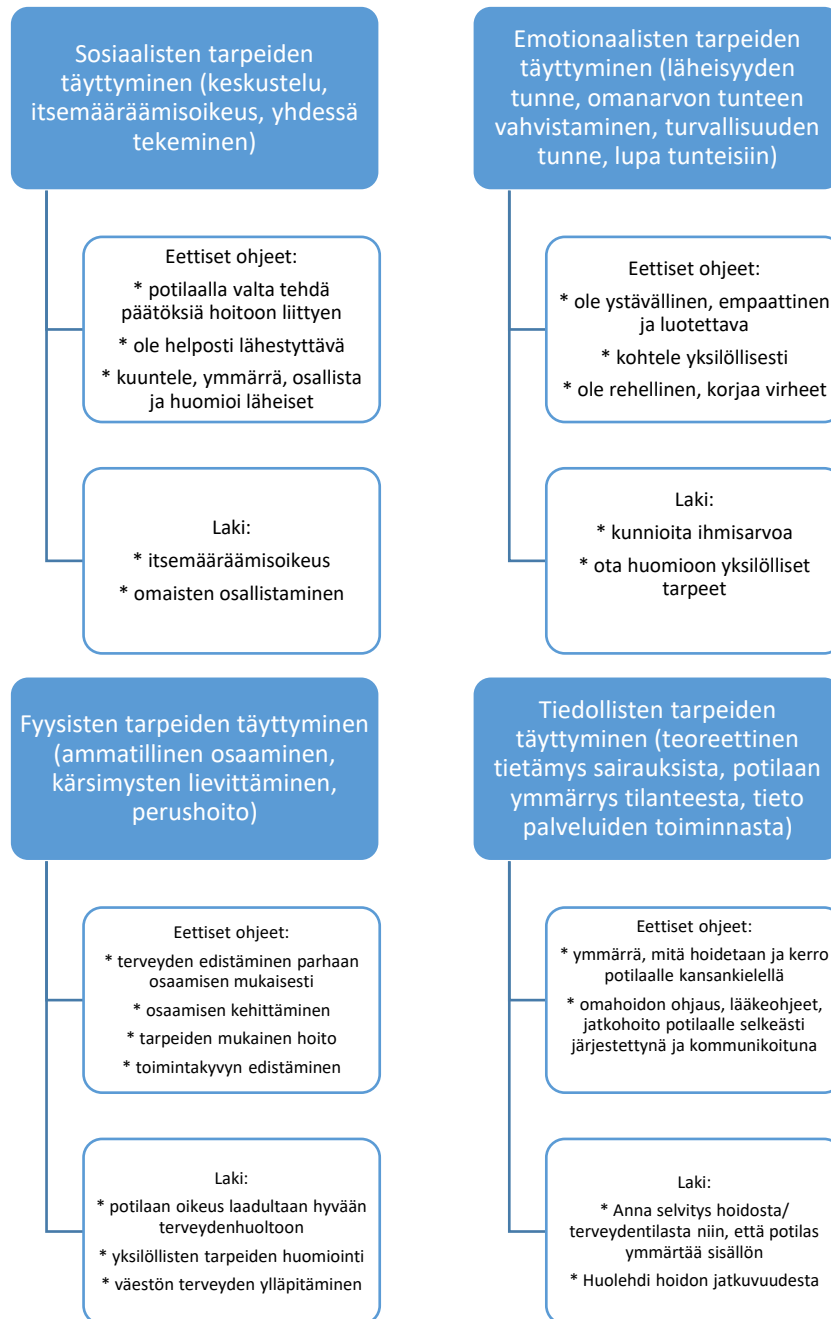 Sosiaalisten tarpeiden
täyttyminen (keskustelu,
itsemääräämisoikeus, yhdessä
tekeminen)
Eettiset ohjeet:
* potilaalla valta tehdä
päätöksiä hoitoon liittyen
* ole helposti lähestyttävä
* kuuntele, ymmärrä, osallista
ja huomioi läheiset
Laki:
* itsemääräämisoikeus
* omaisten osallistaminen
Emotionaalisten tarpeiden
täyttyminen (läheisyyden
tunne, omanarvon tunteen
vahvistaminen, turvallisuuden
tunne, lupa tunteisiin)
Eettiset ohjeet:
* ole ystävällinen, empaattinen
ja luotettava
* kohtele yksilöllisesti
* ole rehellinen, korjaa virheet
Laki:
* kunnioita ihmisarvoa
* ota huomioon yksilölliset
tarpeet
Fyysisten tarpeiden täyttyminen
(ammatillinen osaaminen,
kärsimysten lievittäminen,
perushoito)
Eettiset ohjeet:
* terveyden edistäminen parhaan
osaamisen mukaisesti
* osaamisen kehittäminen
* tarpeiden mukainen hoito
* toimintakyvyn edistäminen
Laki:
* potilaan oikeus laadultaan hyvään
terveydenhuoltoon
* yksilöllisten tarpeiden huomiointi
* väestön terveyden ylläpitäminen
Tiedollisten tarpeiden
täyttyminen (teoreettinen
tietämys sairauksista, potilaan
ymmärrys tilanteesta, tieto
palveluiden toiminnasta)
Eettiset ohjeet:
* ymmärrä, mitä hoidetaan ja kerro
potilaalle kansankielellä
* omahoidon ohjaus, lääkeohjeet,
jatkohoito potilaalle selkeästi
järjestettynä ja kommunikoituna
Laki:
* Anna selvitys hoidosta/
terveydentilasta niin, että potilas
ymmärtää sisällön
* Huolehdi hoidon jatkuvuudesta